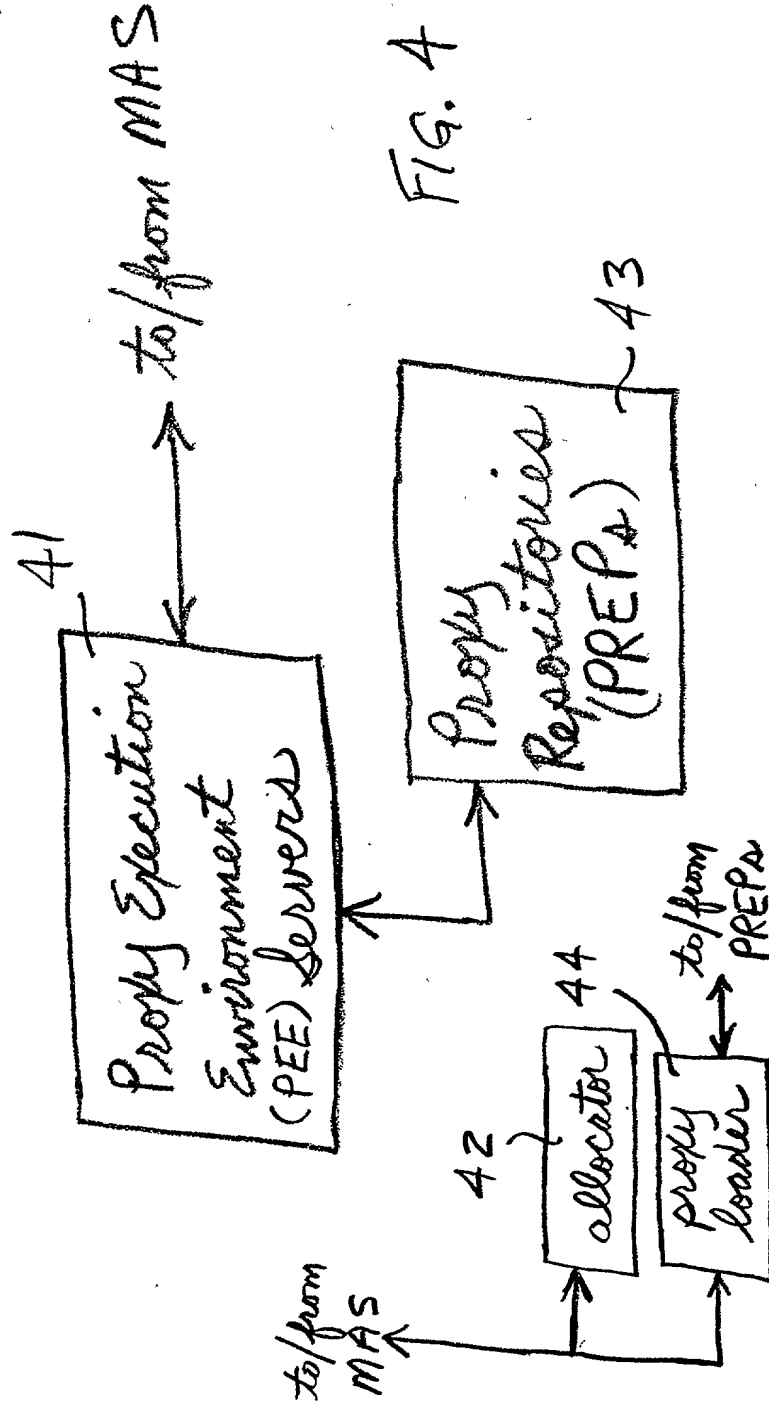 41
Proxy Execution
Environment
(PEE) Servers
to/from MAS
FIG. 4
Proxy
Repositories
(PREPs)
43
to/from
MAS
42
allocator
44
proxy
loader
to/from
PREPs